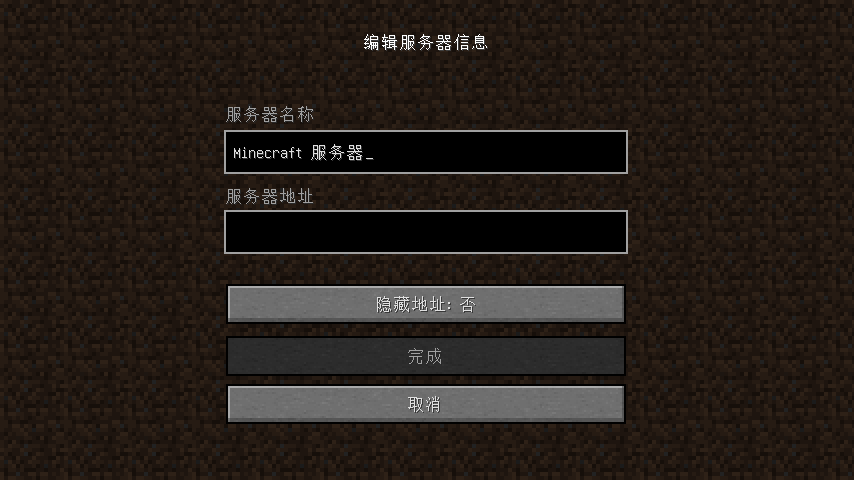 编辑服务器信息
服务器名称
Minecraft 服务器_
服务器地址
隐藏地址: 否
完成
取消